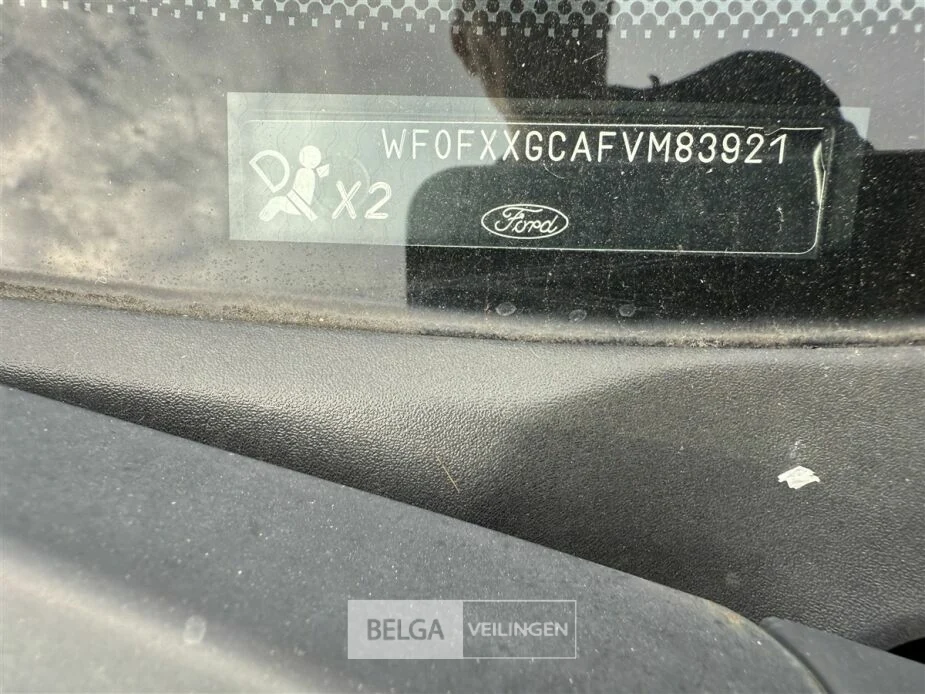 WF0FXXGCAFVM83921
D X2
Ford
BELGA VEILINGEN